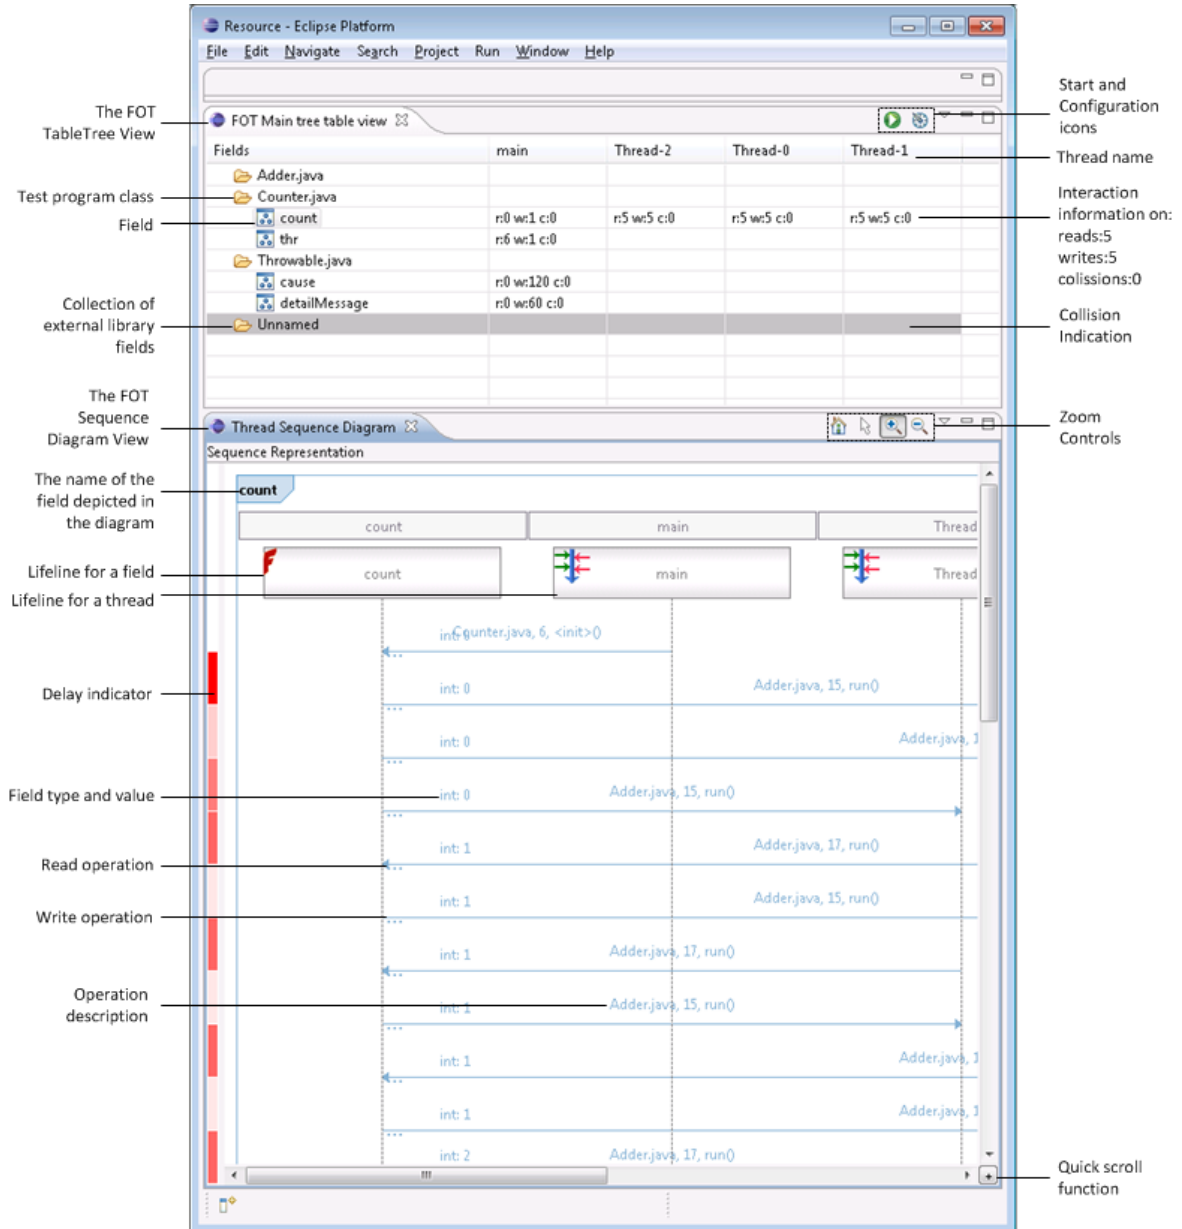 Resource - Eclipse Platform
File Edit Navigate Search Project Run Window Help
The FOT
TableTree View
FOT Main tree table view
Start and
Configuration
icons
Fields main Thread-2 Thread-0 Thread-1
Thread name
Adder.java
Test program class
Counter.java
Field
count r:0 w:1 c:0 r:5 w:5 c:0 r:5 w:5 c:0 r:5 w:5 c:0
Interaction
information on:
reads:5
writes:5
colissions:0
thr r:6 w:1 c:0
Throwable.java
cause r:0 w:120 c:0
detailMessage r:0 w:60 c:0
Collection of
external library
fields
Unnamed
Collision
Indication
The FOT
Sequence
Diagram View
Thread Sequence Diagram
Zoom
Controls
Sequence Representation
The name of the
field depicted in
the diagram
count
count main Thread
Lifeline for a field
count main Thread
Lifeline for a thread
int: 0 Counter.java, 6, <init>()
Delay indicator
int: 0 Adder.java, 15, run()
int: 0 Adder.java, 1
Field type and value
int: 0 Adder.java, 15, run()
int: 1 Adder.java, 17, run()
Read operation
int: 1 Adder.java, 15, run()
Write operation
int: 1 Adder.java, 17, run()
Operation
description
int: 1 Adder.java, 15, run()
int: 1 Adder.java, 1
int: 1 Adder.java, 1
int: 2 Adder.java, 17, run()
Quick scroll
function